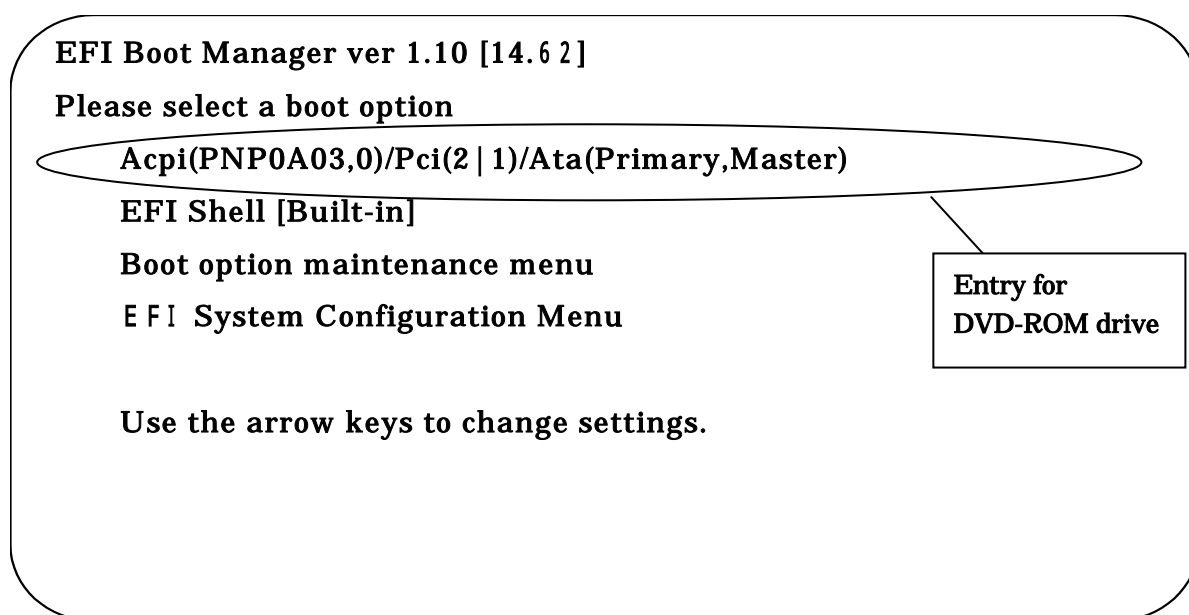 EFI Boot Manager ver 1.10 [14.62]
Please select a boot option
Acpi(PNP0A03,0)/Pci(2|1)/Ata(Primary,Master)
EFI Shell [Built-in]
Boot option maintenance menu
EFI System Configuration Menu
Entry for
DVD-ROM drive
Use the arrow keys to change settings.